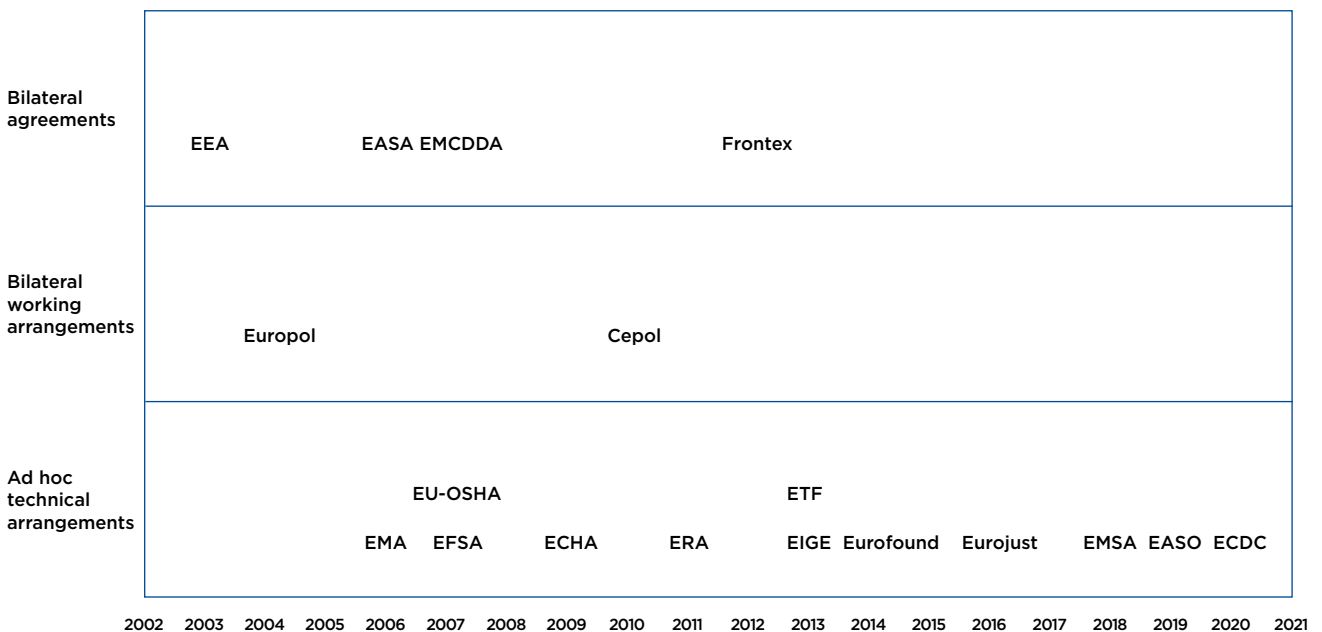 Bilateral
agreements
EEA EASA EMCDDA Frontex
Bilateral
working
arrangements
Europol Cepol
Ad hoc
technical
arrangements
EU-OSHA ETF
EMA EFSA ECHA ERA EIGE Eurofound Eurojust EMSA EASO ECDC
2002 2003 2004 2005 2006 2007 2008 2009 2010 2011 2012 2013 2014 2015 2016 2017 2018 2019 2020 2021